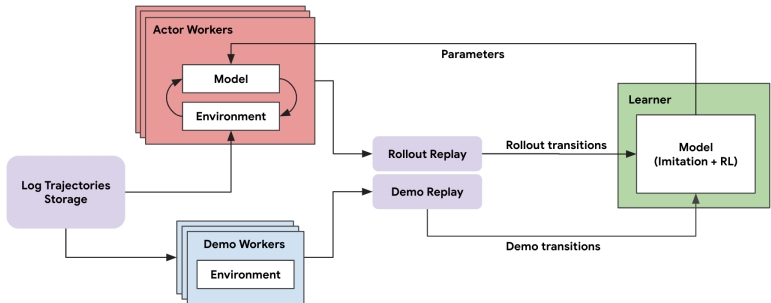 Actor Workers
Parameters
Model
Environment
Learner
Model
(Imitation + RL)
Rollout Replay
Rollout transitions
Log Trajectories
Storage
Demo Replay
Demo transitions
Demo Workers
Environment